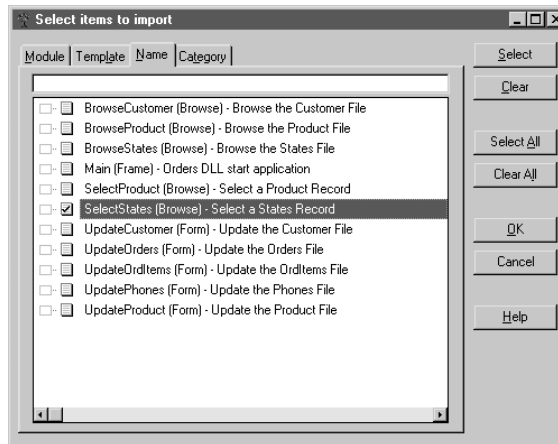 Select items to import
Module Template Name Category
BrowseCustomer (Browse) - Browse the Customer File
BrowseProduct (Browse) - Browse the Product File
BrowseStates (Browse) - Browse the States File
Main (Frame) - Orders DLL start application
SelectProduct (Browse) - Select a Product Record
SelectStates (Browse) - Select a States Record
UpdateCustomer (Form) - Update the Customer File
UpdateOrders (Form) - Update the Orders File
UpdateOrdItems (Form) - Update the OrdItems File
UpdatePhones (Form) - Update the Phones File
UpdateProduct (Form) - Update the Product File
Select
Clear
Select All
Clear All
OK
Cancel
Help